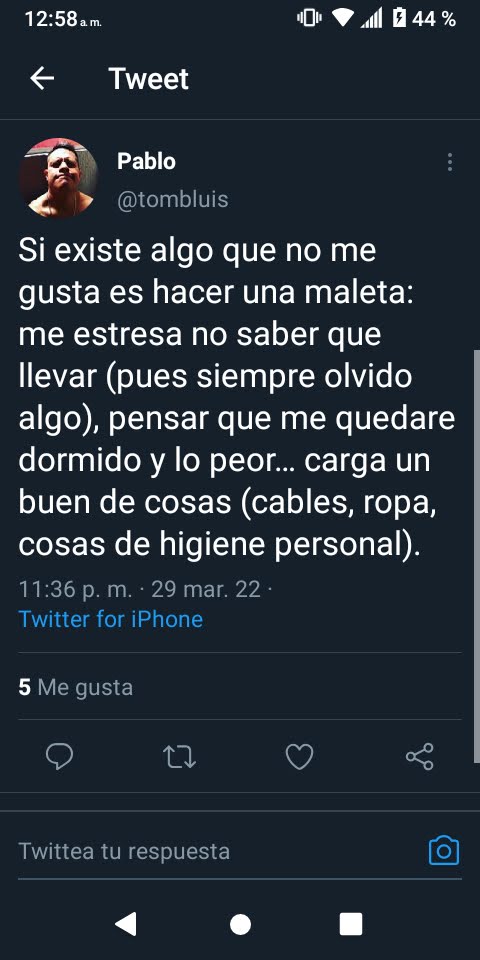 12:58 a. m. 44 %
Tweet
Pablo
@tombluis
Si existe algo que no me
gusta es hacer una maleta:
me estresa no saber que
llevar (pues siempre olvido
algo), pensar que me quedare
dormido y lo peor... carga un
buen de cosas (cables, ropa,
cosas de higiene personal).
11:36 p. m. · 29 mar. 22 ·
Twitter for iPhone
5 Me gusta
Twittea tu respuesta